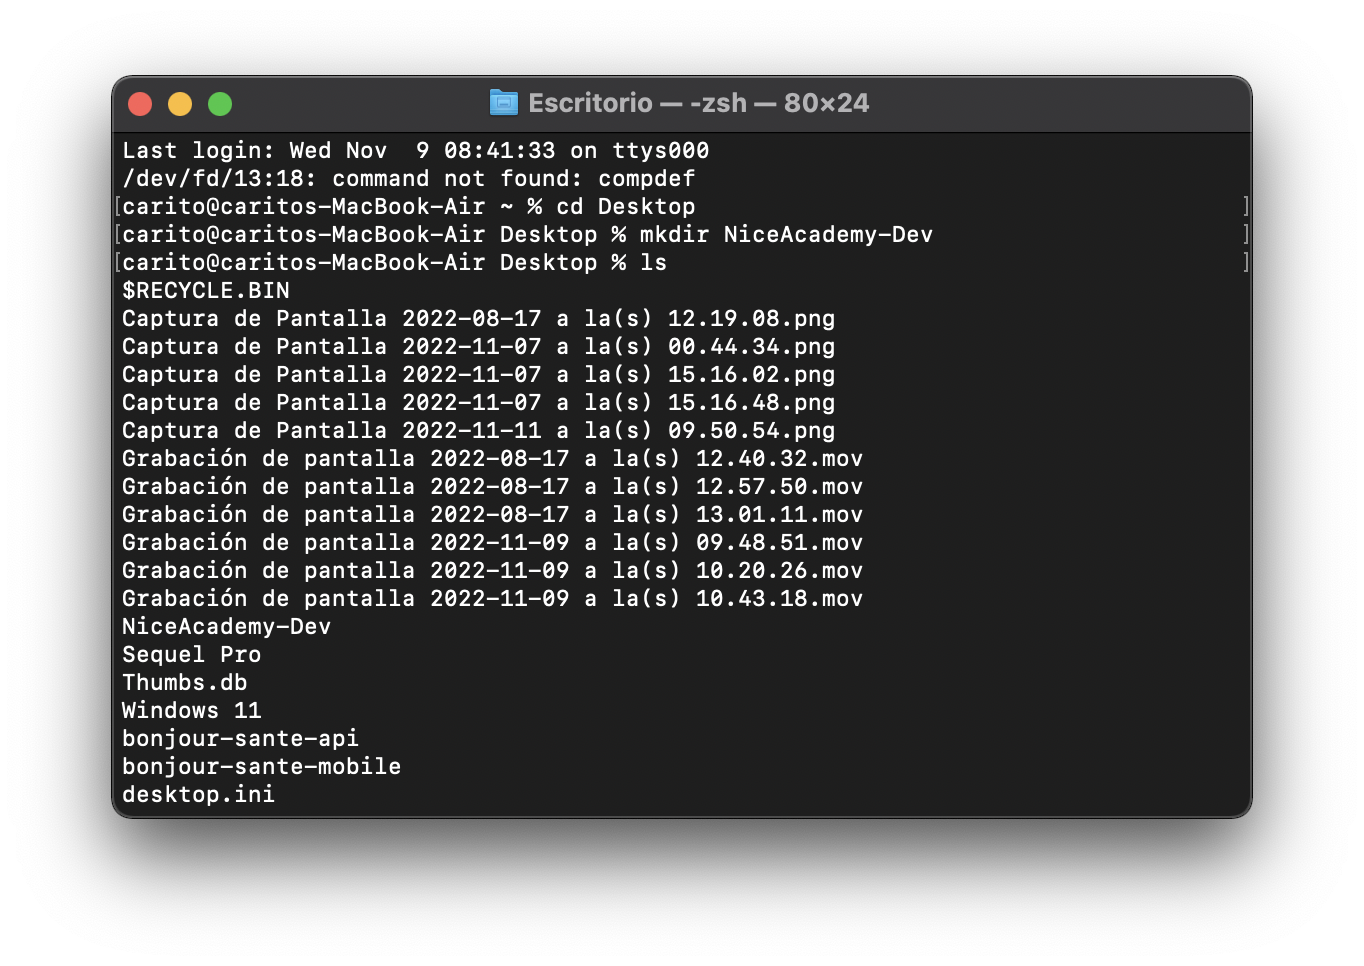 Escritorio — -zsh — 80×24
Last login: Wed Nov  9 08:41:33 on ttys000
/dev/fd/13:18: command not found: compdef
[carito@caritos-MacBook-Air ~ % cd Desktop ]
[carito@caritos-MacBook-Air Desktop % mkdir NiceAcademy-Dev ]
[carito@caritos-MacBook-Air Desktop % ls ]
$RECYCLE.BIN
Captura de Pantalla 2022-08-17 a la(s) 12.19.08.png
Captura de Pantalla 2022-11-07 a la(s) 00.44.34.png
Captura de Pantalla 2022-11-07 a la(s) 15.16.02.png
Captura de Pantalla 2022-11-07 a la(s) 15.16.48.png
Captura de Pantalla 2022-11-11 a la(s) 09.50.54.png
Grabación de pantalla 2022-08-17 a la(s) 12.40.32.mov
Grabación de pantalla 2022-08-17 a la(s) 12.57.50.mov
Grabación de pantalla 2022-08-17 a la(s) 13.01.11.mov
Grabación de pantalla 2022-11-09 a la(s) 09.48.51.mov
Grabación de pantalla 2022-11-09 a la(s) 10.20.26.mov
Grabación de pantalla 2022-11-09 a la(s) 10.43.18.mov
NiceAcademy-Dev
Sequel Pro
Thumbs.db
Windows 11
bonjour-sante-api
bonjour-sante-mobile
desktop.ini